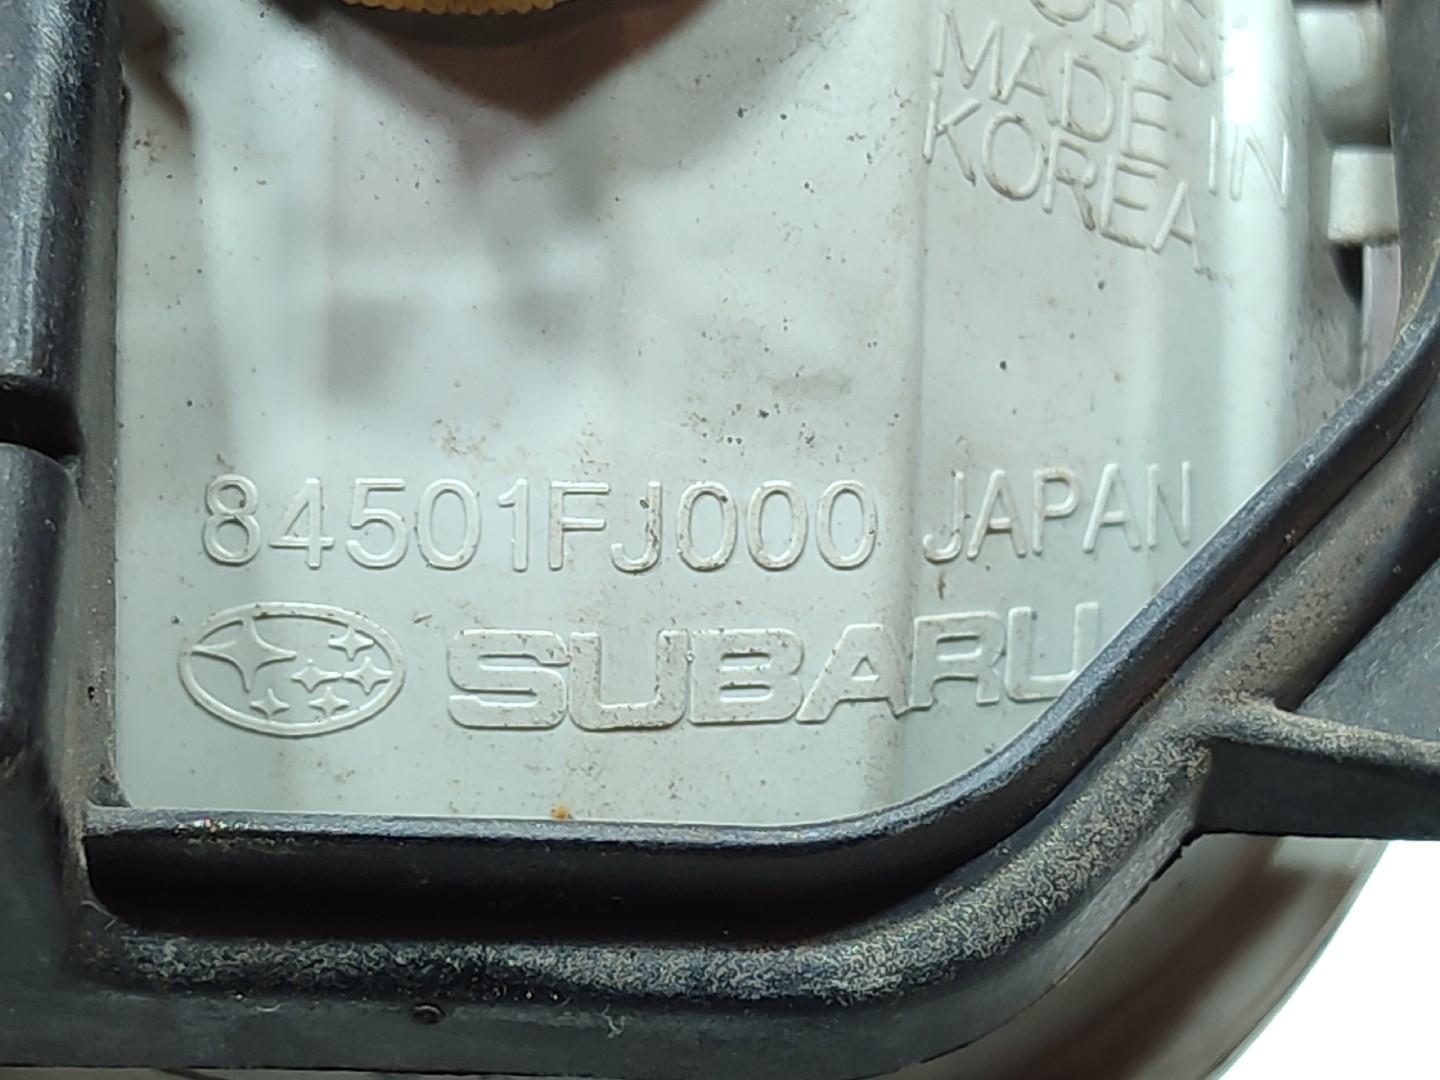 MADE IN
KOREA
84501FJ000 JAPAN
SUBARU